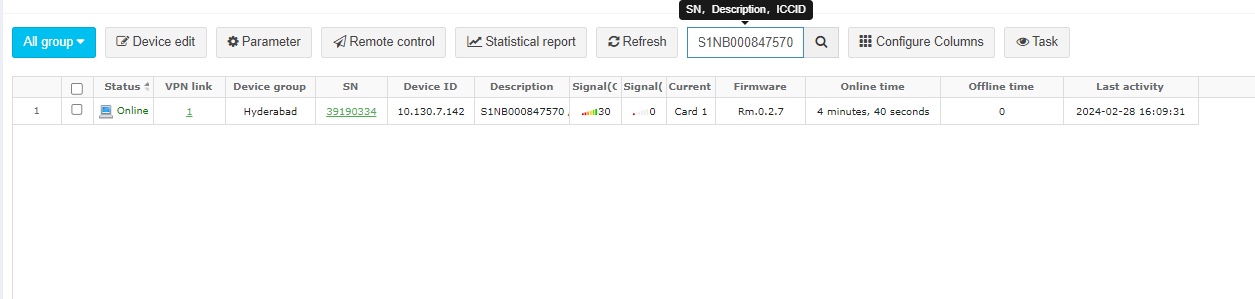 SN, Description, ICCID
All group Device edit Parameter Remote control Statistical report Refresh S1NB000847570 Configure Columns Task
Status VPN link Device group SN Device ID Description Signal(C Signal( Current Firmware Online time Offline time Last activity
1 Online 1 Hyderabad 39190334 10.130.7.142 S1NB000847570 30 0 Card 1 Rm.0.2.7 4 minutes, 40 seconds 0 2024-02-28 16:09:31